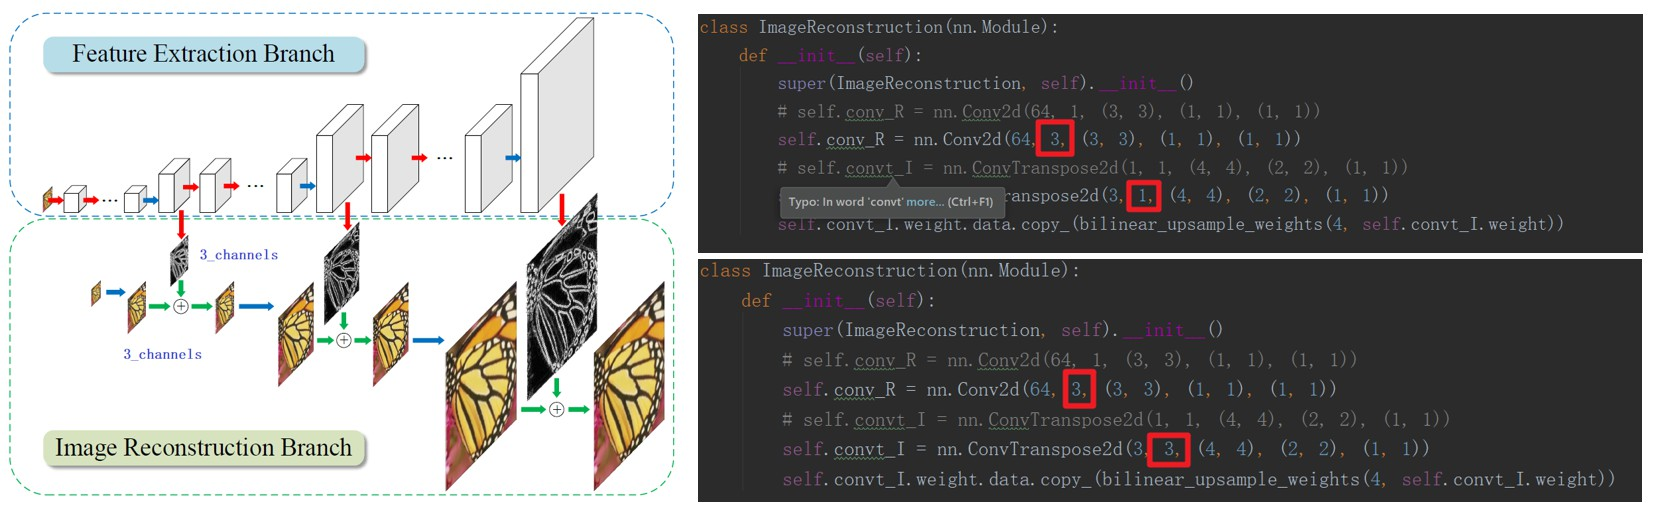 Feature Extraction Branch
...
...
...
3_channels
3_channels
Image Reconstruction Branch
class ImageReconstruction(nn.Module):
def __init__(self):
super(ImageReconstruction, self).__init__()
# self.conv_R = nn.Conv2d(64, 1, (3, 3), (1, 1), (1, 1))
self.conv_R = nn.Conv2d(64, 3, (3, 3), (1, 1), (1, 1))
# self.convt_I = nn.ConvTranspose2d(1, 1, (4, 4), (2, 2), (1, 1))
Typo: In word 'convt' more... (Ctrl+F1)
ranspose2d(3, 1, (4, 4), (2, 2), (1, 1))
self.convt_I.weight.data.copy_(bilinear_upsample_weights(4, self.convt_I.weight))
class ImageReconstruction(nn.Module):
def __init__(self):
super(ImageReconstruction, self).__init__()
# self.conv_R = nn.Conv2d(64, 1, (3, 3), (1, 1), (1, 1))
self.conv_R = nn.Conv2d(64, 3, (3, 3), (1, 1), (1, 1))
# self.convt_I = nn.ConvTranspose2d(1, 1, (4, 4), (2, 2), (1, 1))
self.convt_I = nn.ConvTranspose2d(3, 3, (4, 4), (2, 2), (1, 1))
self.convt_I.weight.data.copy_(bilinear_upsample_weights(4, self.convt_I.weight))